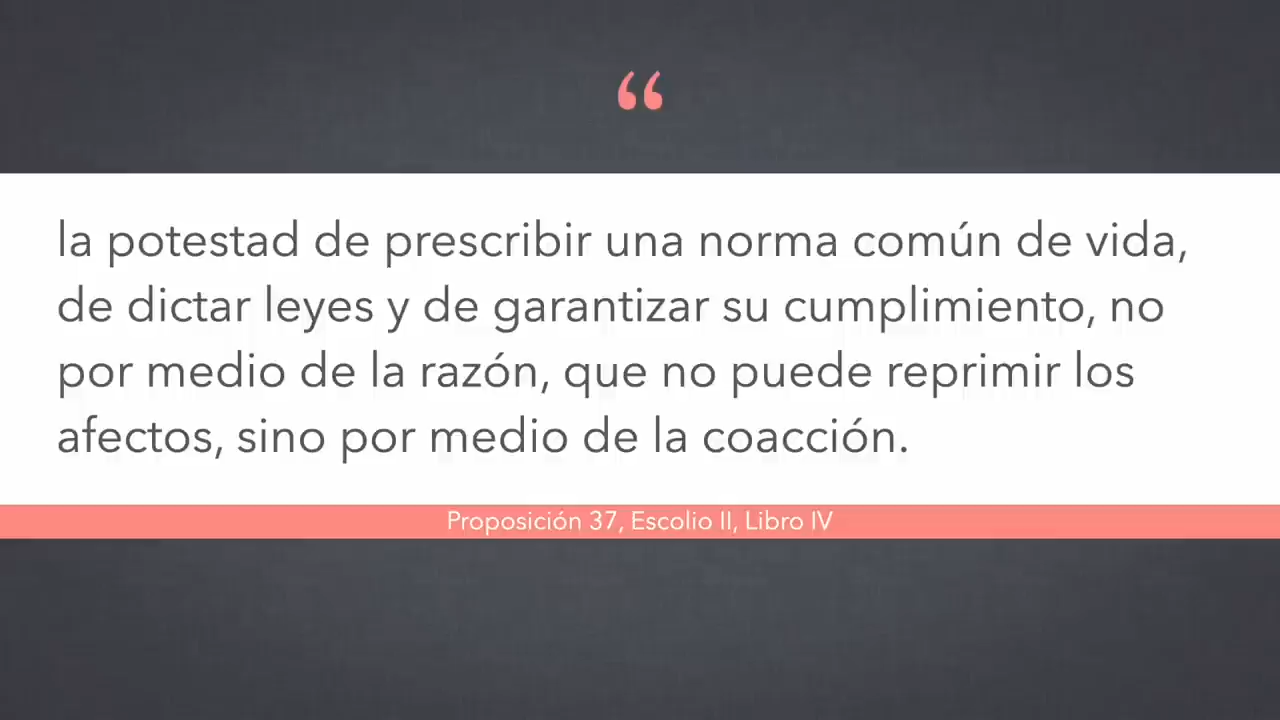 “
la potestad de prescribir una norma común de vida,
de dictar leyes y de garantizar su cumplimiento, no
por medio de la razón, que no puede reprimir los
afectos, sino por medio de la coacción.
Proposición 37, Escolio II, Libro IV